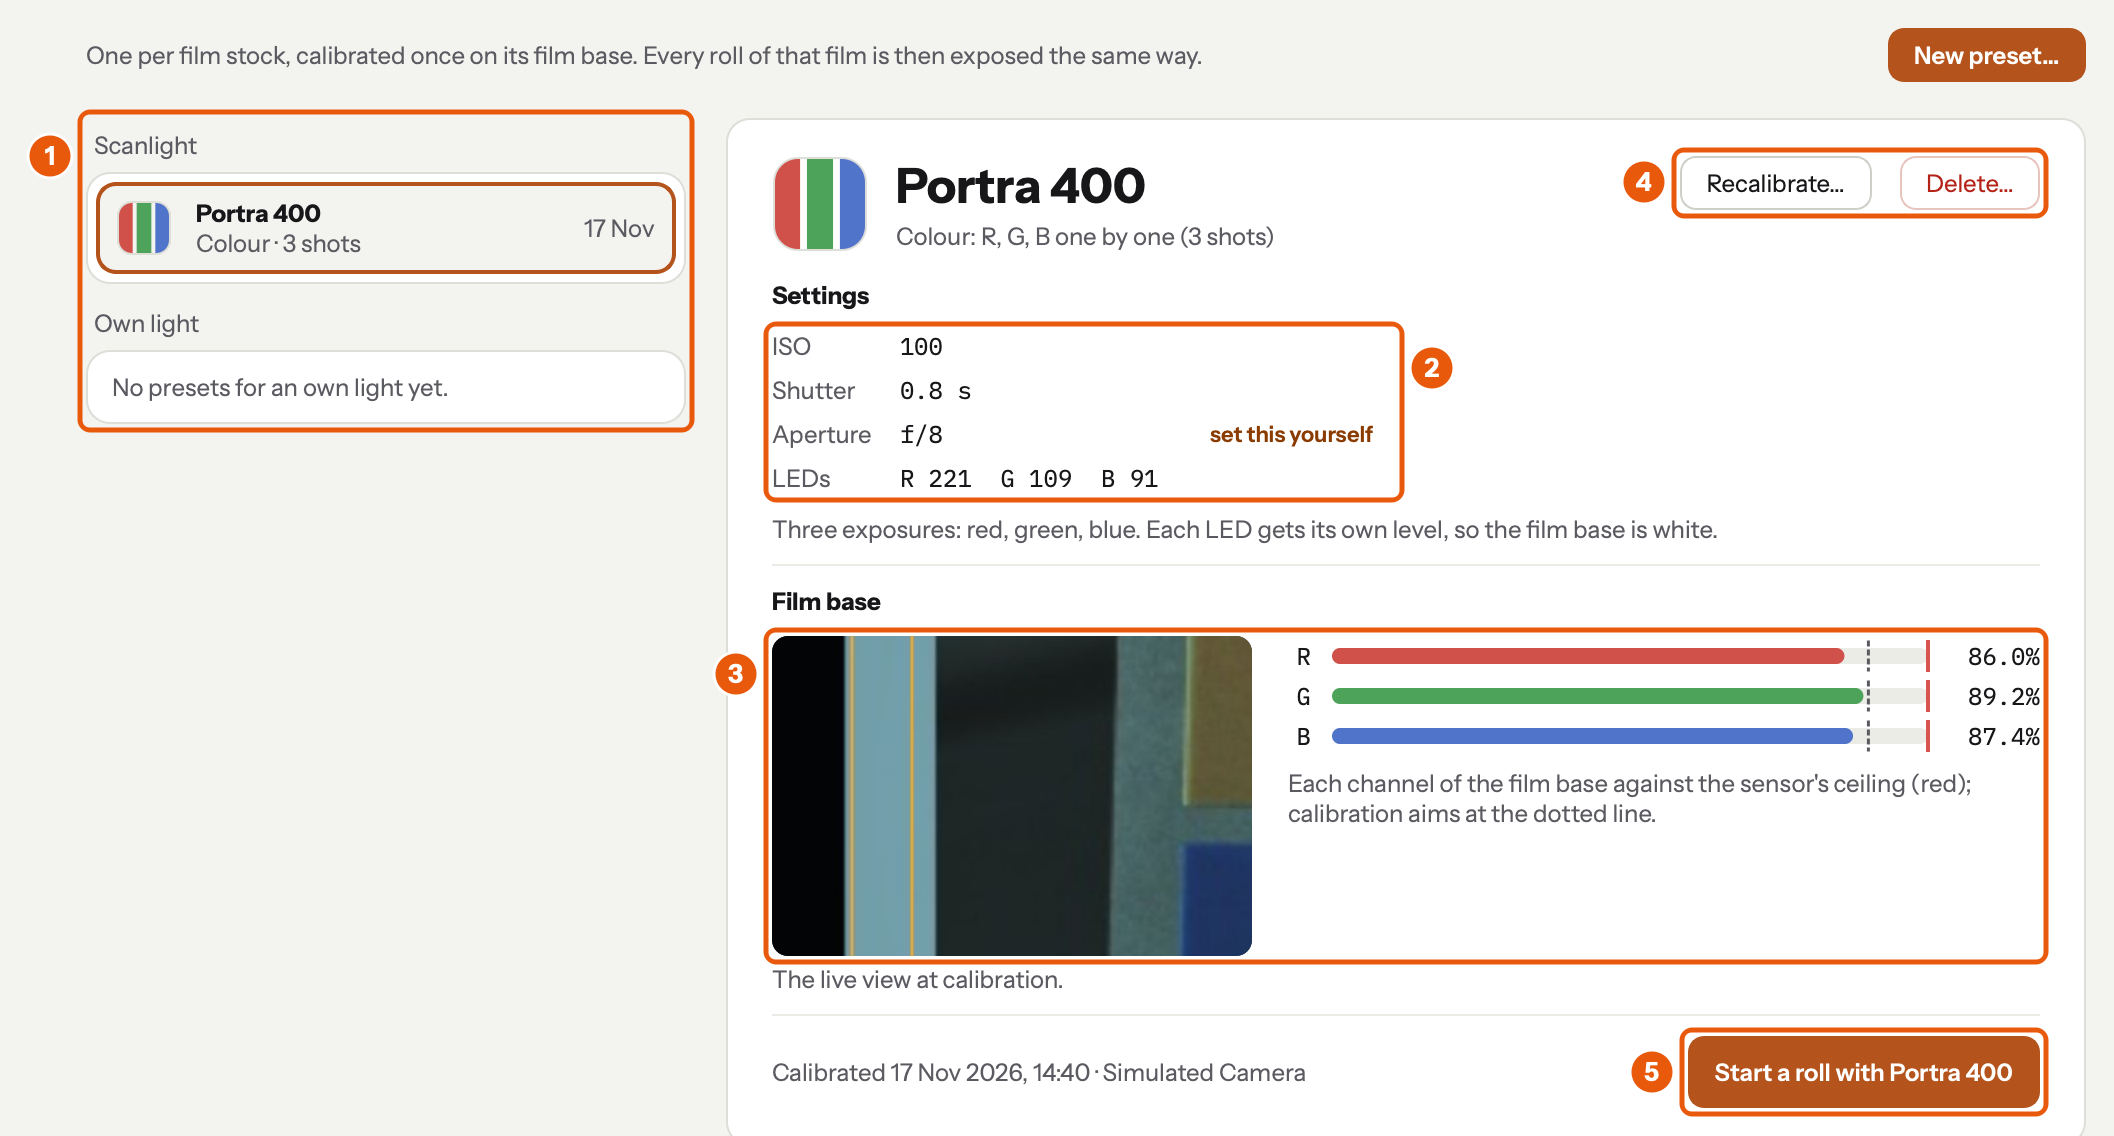 One per film stock, calibrated once on its film base. Every roll of that film is then exposed the same way.
New preset...
1
Scanlight
Portra 400
Colour · 3 shots
17 Nov
Own light
No presets for an own light yet.
Portra 400
Colour: R, G, B one by one (3 shots)
4
Recalibrate...
Delete...
Settings
ISO 100
Shutter 0.8 s
Aperture f/8 set this yourself
LEDs R 221 G 109 B 91
2
Three exposures: red, green, blue. Each LED gets its own level, so the film base is white.
Film base
3
R 86.0%
G 89.2%
B 87.4%
Each channel of the film base against the sensor's ceiling (red);
calibration aims at the dotted line.
The live view at calibration.
Calibrated 17 Nov 2026, 14:40 · Simulated Camera
5
Start a roll with Portra 400